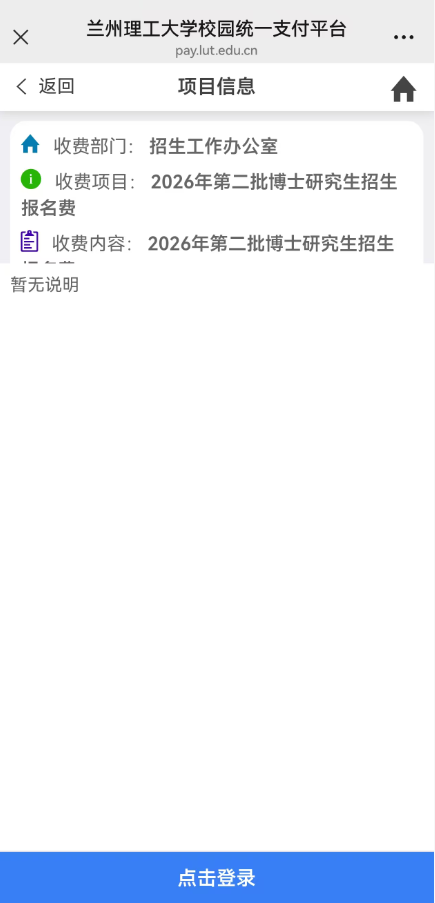 兰州理工大学校园统一支付平台
pay.lut.edu.cn
返回 项目信息
收费部门： 招生工作办公室
收费项目： 2026年第二批博士研究生招生
报名费
收费内容： 2026年第二批博士研究生招生
暂无说明
点击登录